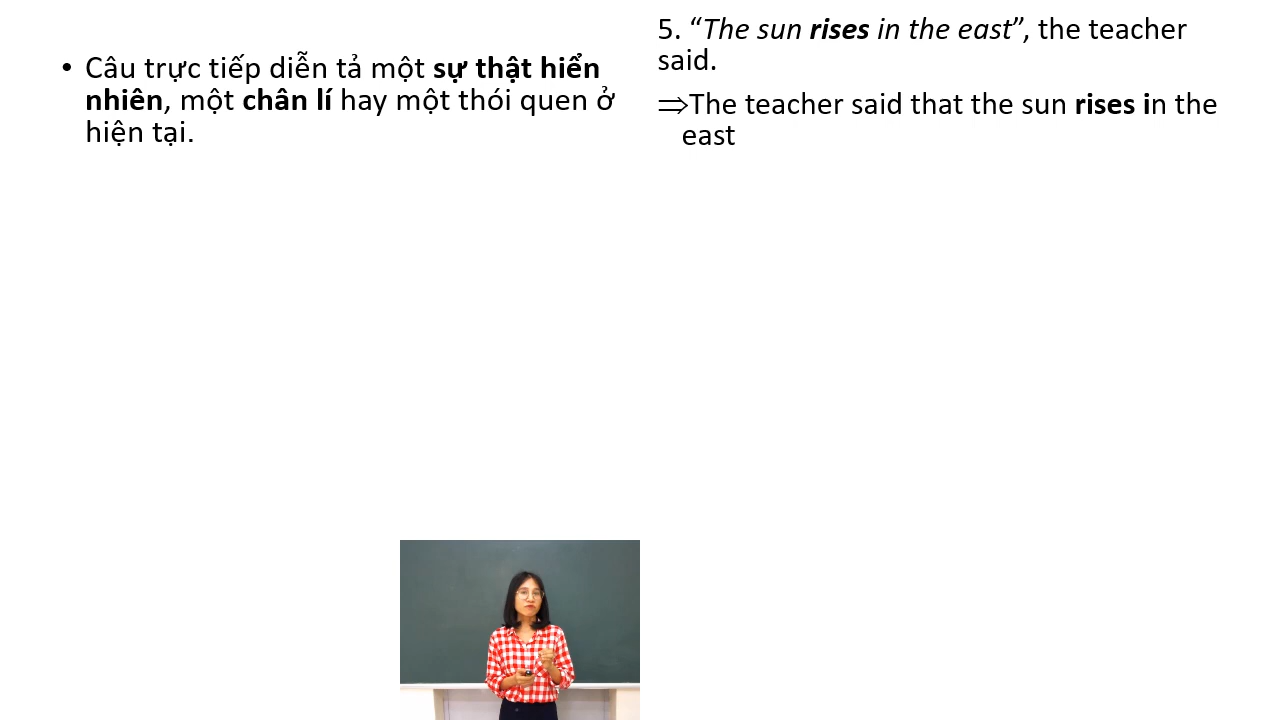 • Câu trực tiếp diễn tả một sự thật hiển
nhiên, một chân lí hay một thói quen ở
hiện tại.
5. “The sun rises in the east”, the teacher
said.
⇒The teacher said that the sun rises in the
east